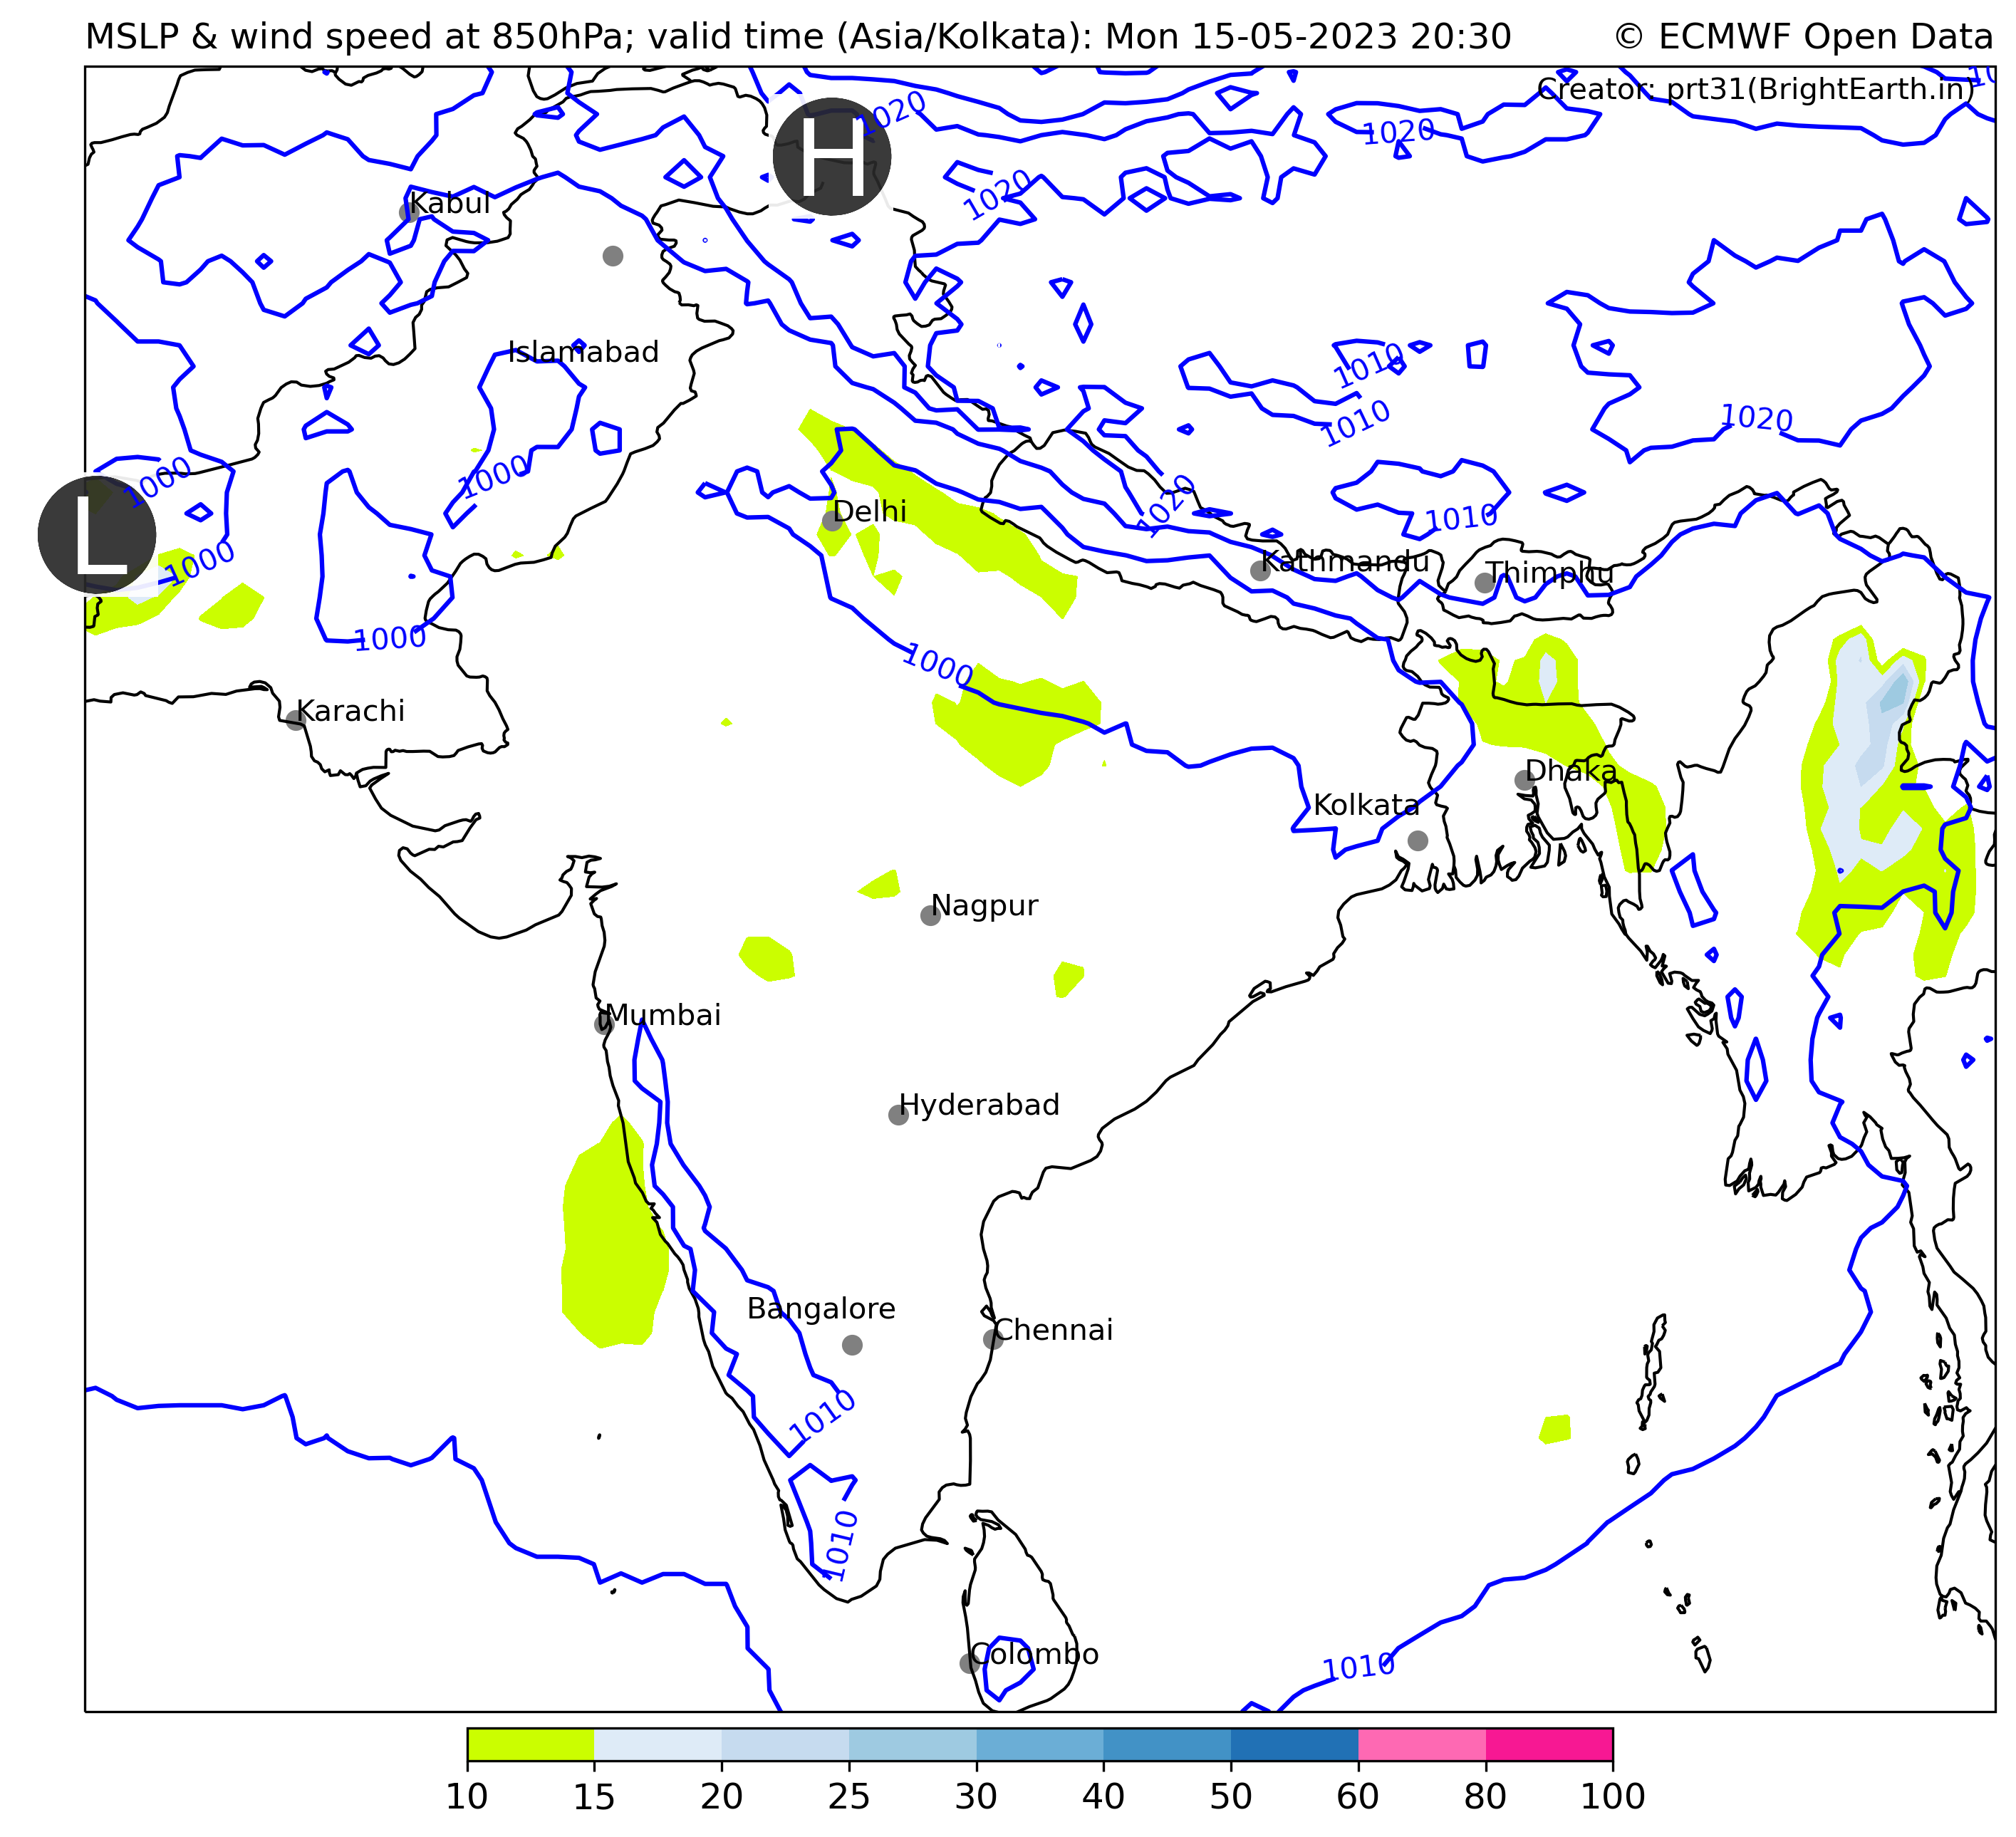 MSLP & wind speed at 850hPa; valid time (Asia/Kolkata): Mon 15-05-2023 20:30 © ECMWF Open Data
Creator: prt31(BrightEarth.in)
10
H
1020
1020
1020
Kabul
Islamabad
1010
1010
1020
1000
1000
L
1020
Delhi
1010
1000
Kathmandu
Thimphu
1000
1000
Karachi
Dhaka
Kolkata
Nagpur
Mumbai
Hyderabad
Bangalore
Chennai
1010
1010
Colombo
1010
10 15 20 25 30 40 50 60 80 100